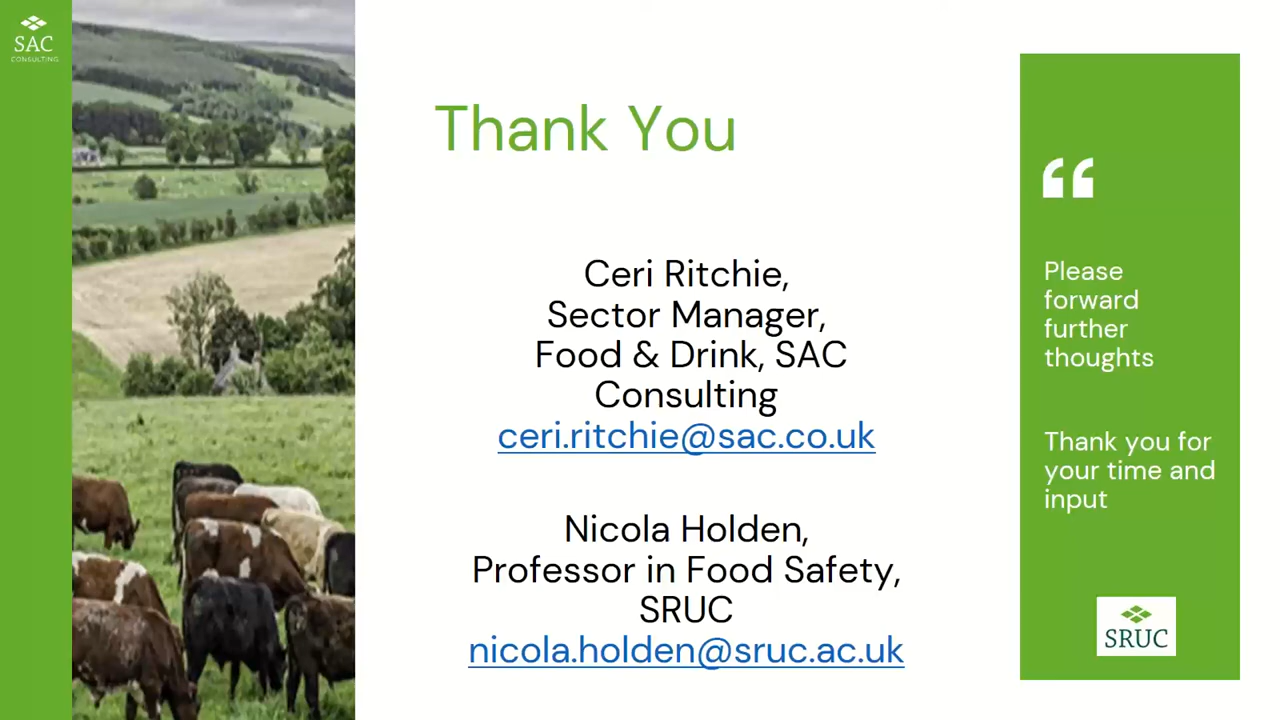 SAC
CONSULTING
Thank You
Ceri Ritchie,
Sector Manager,
Food & Drink, SAC
Consulting
ceri.ritchie@sac.co.uk
Nicola Holden,
Professor in Food Safety,
SRUC
nicola.holden@sruc.ac.uk
“
Please
forward
further
thoughts
Thank you for
your time and
input
SRUC